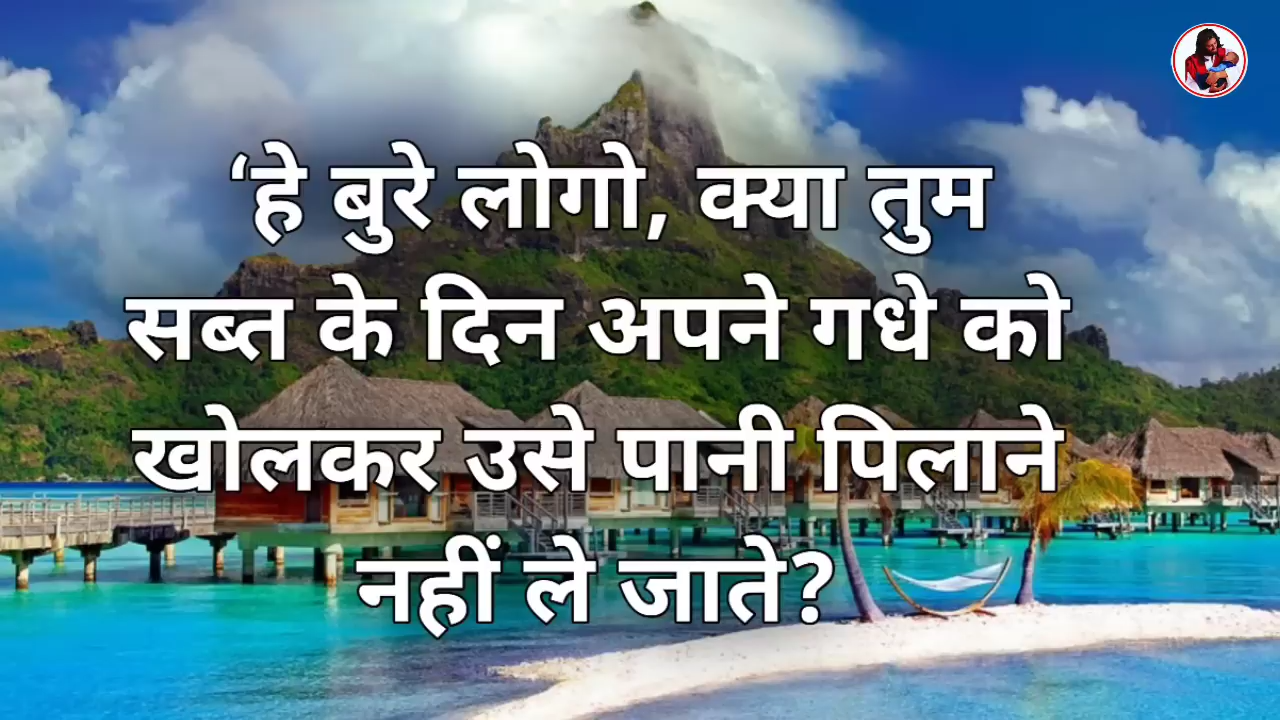 ‘हे बुरे लोगो, क्या तुम
सब्त के दिन अपने गधे को
खोलकर उसे पानी पिलाने
नहीं ले जाते?